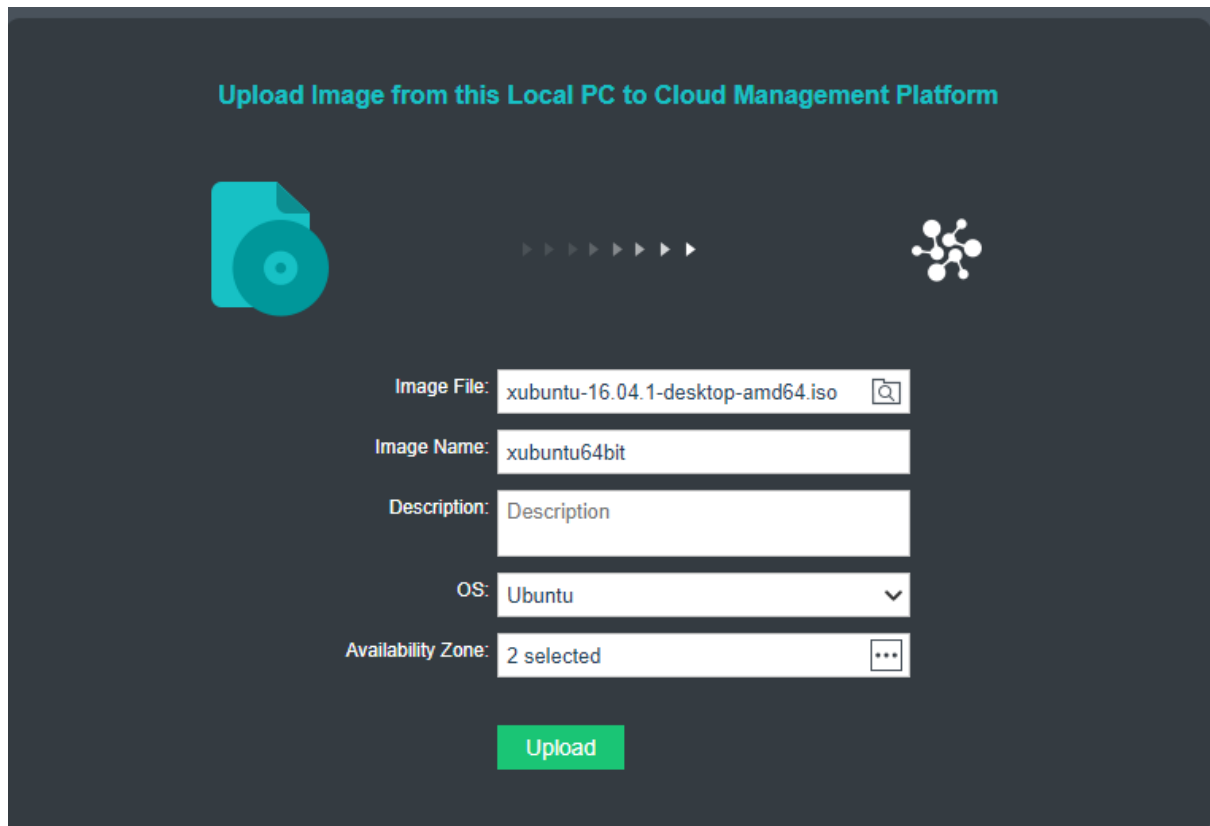 Upload Image from this Local PC to Cloud Management Platform
Image File: xubuntu-16.04.1-desktop-amd64.iso
Image Name: xubuntu64bit
Description: Description
OS: Ubuntu
Availability Zone: 2 selected
Upload